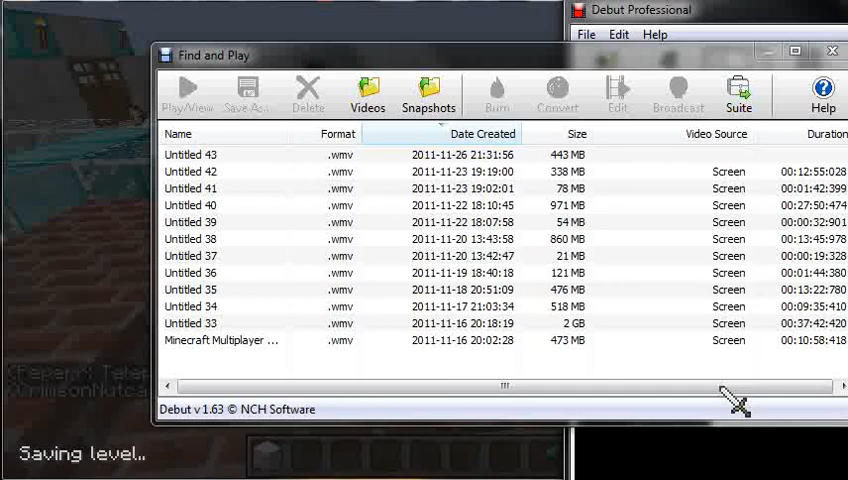 Debut Professional
File Edit Help
Find and Play
Play/View Save As... Delete Videos Snapshots Burn Convert Edit Broadcast Suite Help
Name Format Date Created Size Video Source Duration
Untitled 43 .wmv 2011-11-26 21:31:56 443 MB
Untitled 42 .wmv 2011-11-23 19:19:00 338 MB Screen 00:12:55:028
Untitled 41 .wmv 2011-11-23 19:02:01 78 MB Screen 00:01:42:399
Untitled 40 .wmv 2011-11-22 18:10:45 971 MB Screen 00:27:50:474
Untitled 39 .wmv 2011-11-22 18:07:58 54 MB Screen 00:00:32:901
Untitled 38 .wmv 2011-11-20 13:43:58 860 MB Screen 00:13:45:978
Untitled 37 .wmv 2011-11-20 13:42:47 21 MB Screen 00:00:19:328
Untitled 36 .wmv 2011-11-19 18:40:18 121 MB Screen 00:01:44:380
Untitled 35 .wmv 2011-11-18 20:51:09 476 MB Screen 00:13:22:780
Untitled 34 .wmv 2011-11-17 21:03:34 518 MB Screen 00:09:35:410
Untitled 33 .wmv 2011-11-16 20:18:19 2 GB Screen 00:37:42:420
Minecraft Multiplayer ... .wmv 2011-11-16 20:02:28 473 MB Screen 00:10:58:418
Debut v 1.63 © NCH Software
Saving level..